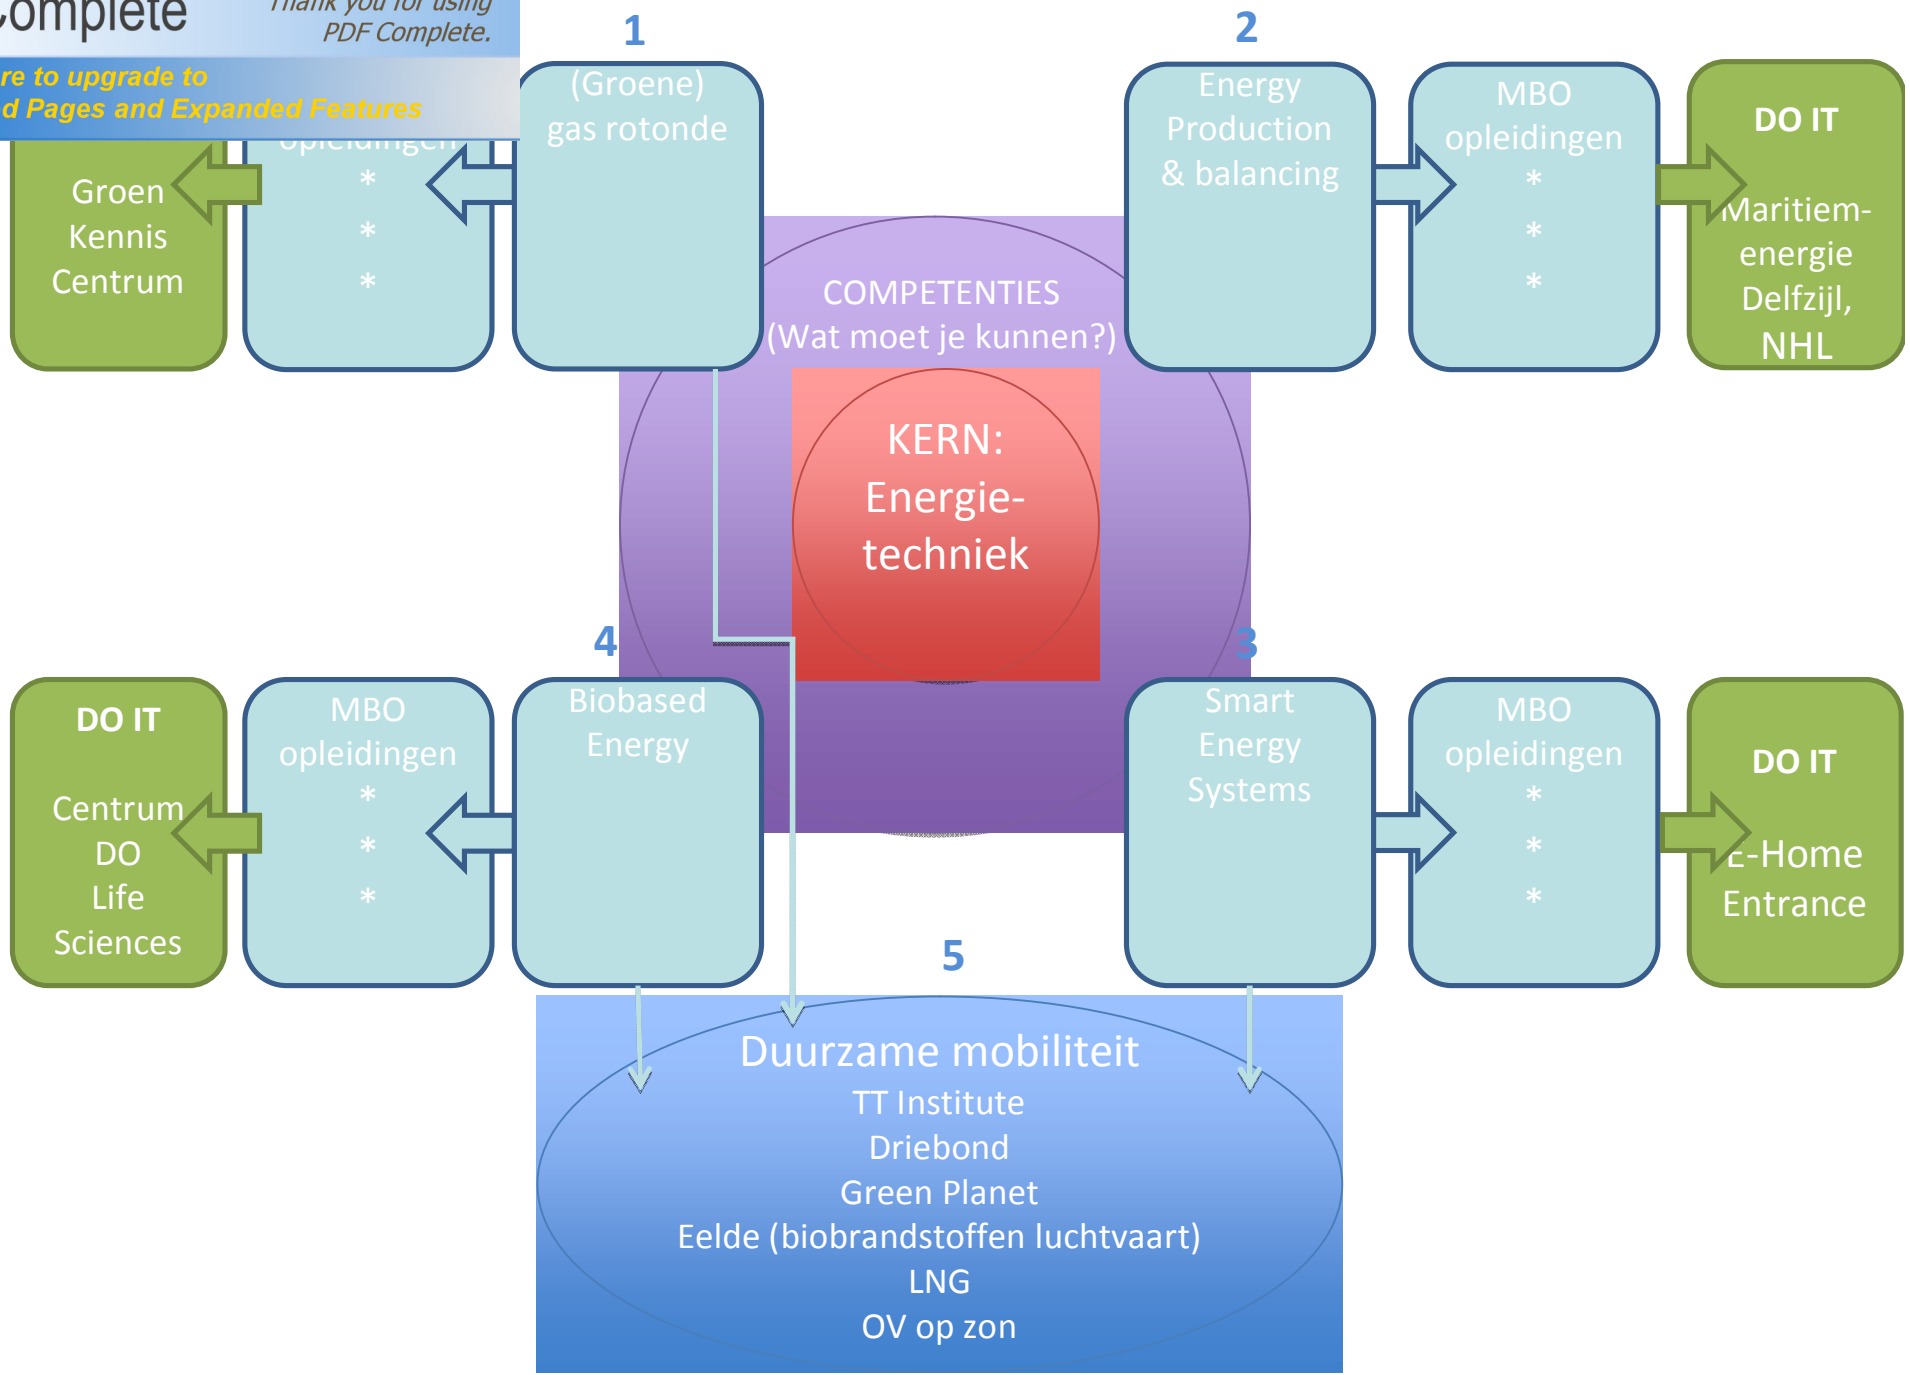 Complete
Thank you for using
PDF Complete.
re to upgrade to
d Pages and Expanded Features
1
(Groene)
gas rotonde
opleidingen
*
*
*
Groen
Kennis
Centrum
2
Energy
Production
& balancing
MBO
opleidingen
*
*
*
DO IT
Maritiem-
energie
Delfzijl,
NHL
COMPETENTIES
(Wat moet je kunnen?)
KERN:
Energie-
techniek
4
Biobased
Energy
MBO
opleidingen
*
*
*
DO IT
Centrum
DO
Life
Sciences
3
Smart
Energy
Systems
MBO
opleidingen
*
*
*
DO IT
E-Home
Entrance
5
Duurzame mobiliteit
TT Institute
Driebond
Green Planet
Eelde (biobrandstoffen luchtvaart)
LNG
OV op zon